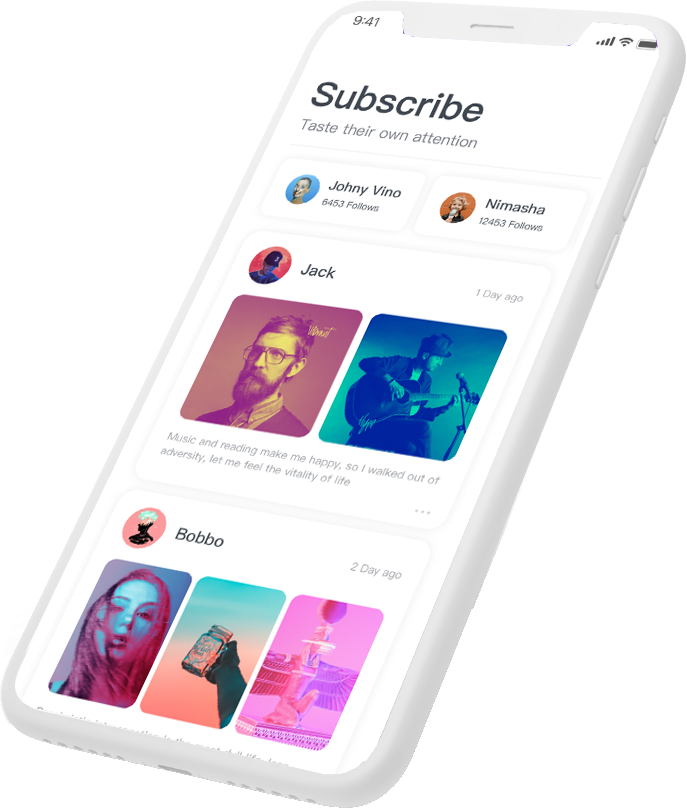 9:41
Subscribe
Taste their own attention
Johny Vino
6453 Follows
Nimasha
12453 Follows
Jack
1 Day ago
Music and reading make me happy, so I walked out of
adversity, let me feel the vitality of life
Bobbo
2 Day ago